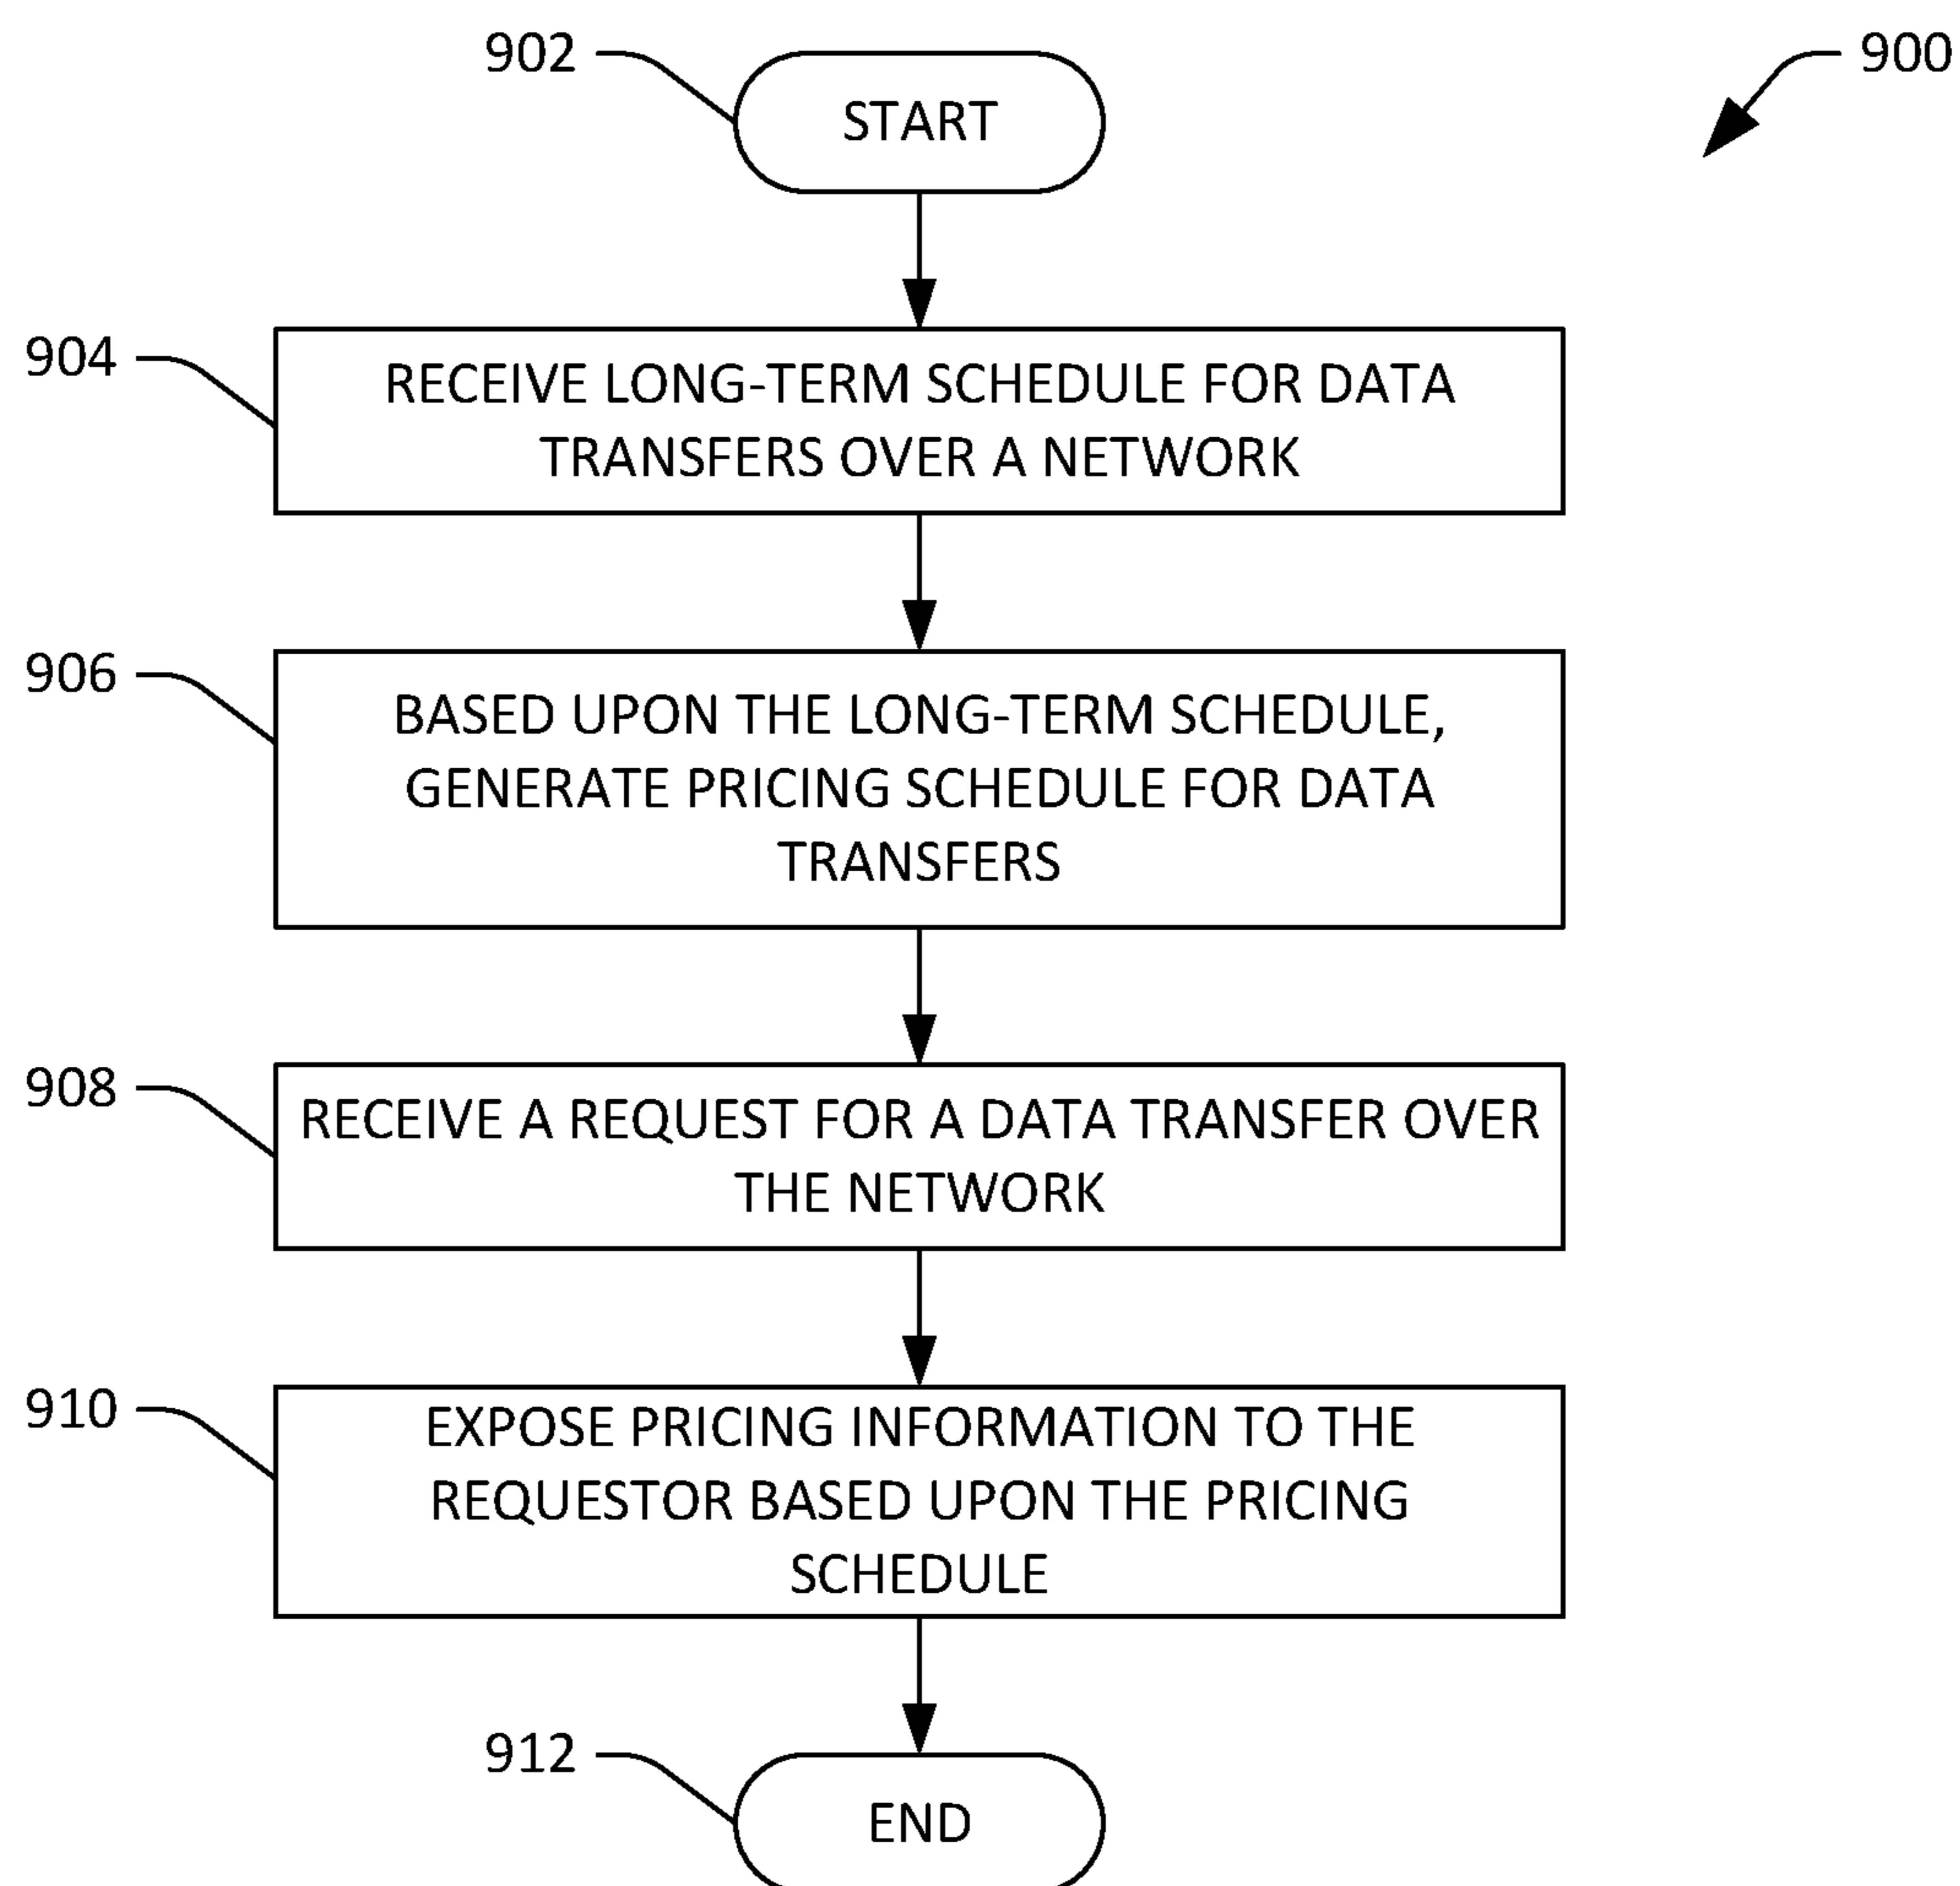 902
START
900
904
RECEIVE LONG-TERM SCHEDULE FOR DATA
TRANSFERS OVER A NETWORK
906
BASED UPON THE LONG-TERM SCHEDULE,
GENERATE PRICING SCHEDULE FOR DATA
TRANSFERS
908
RECEIVE A REQUEST FOR A DATA TRANSFER OVER
THE NETWORK
910
EXPOSE PRICING INFORMATION TO THE
REQUESTOR BASED UPON THE PRICING
SCHEDULE
912
END